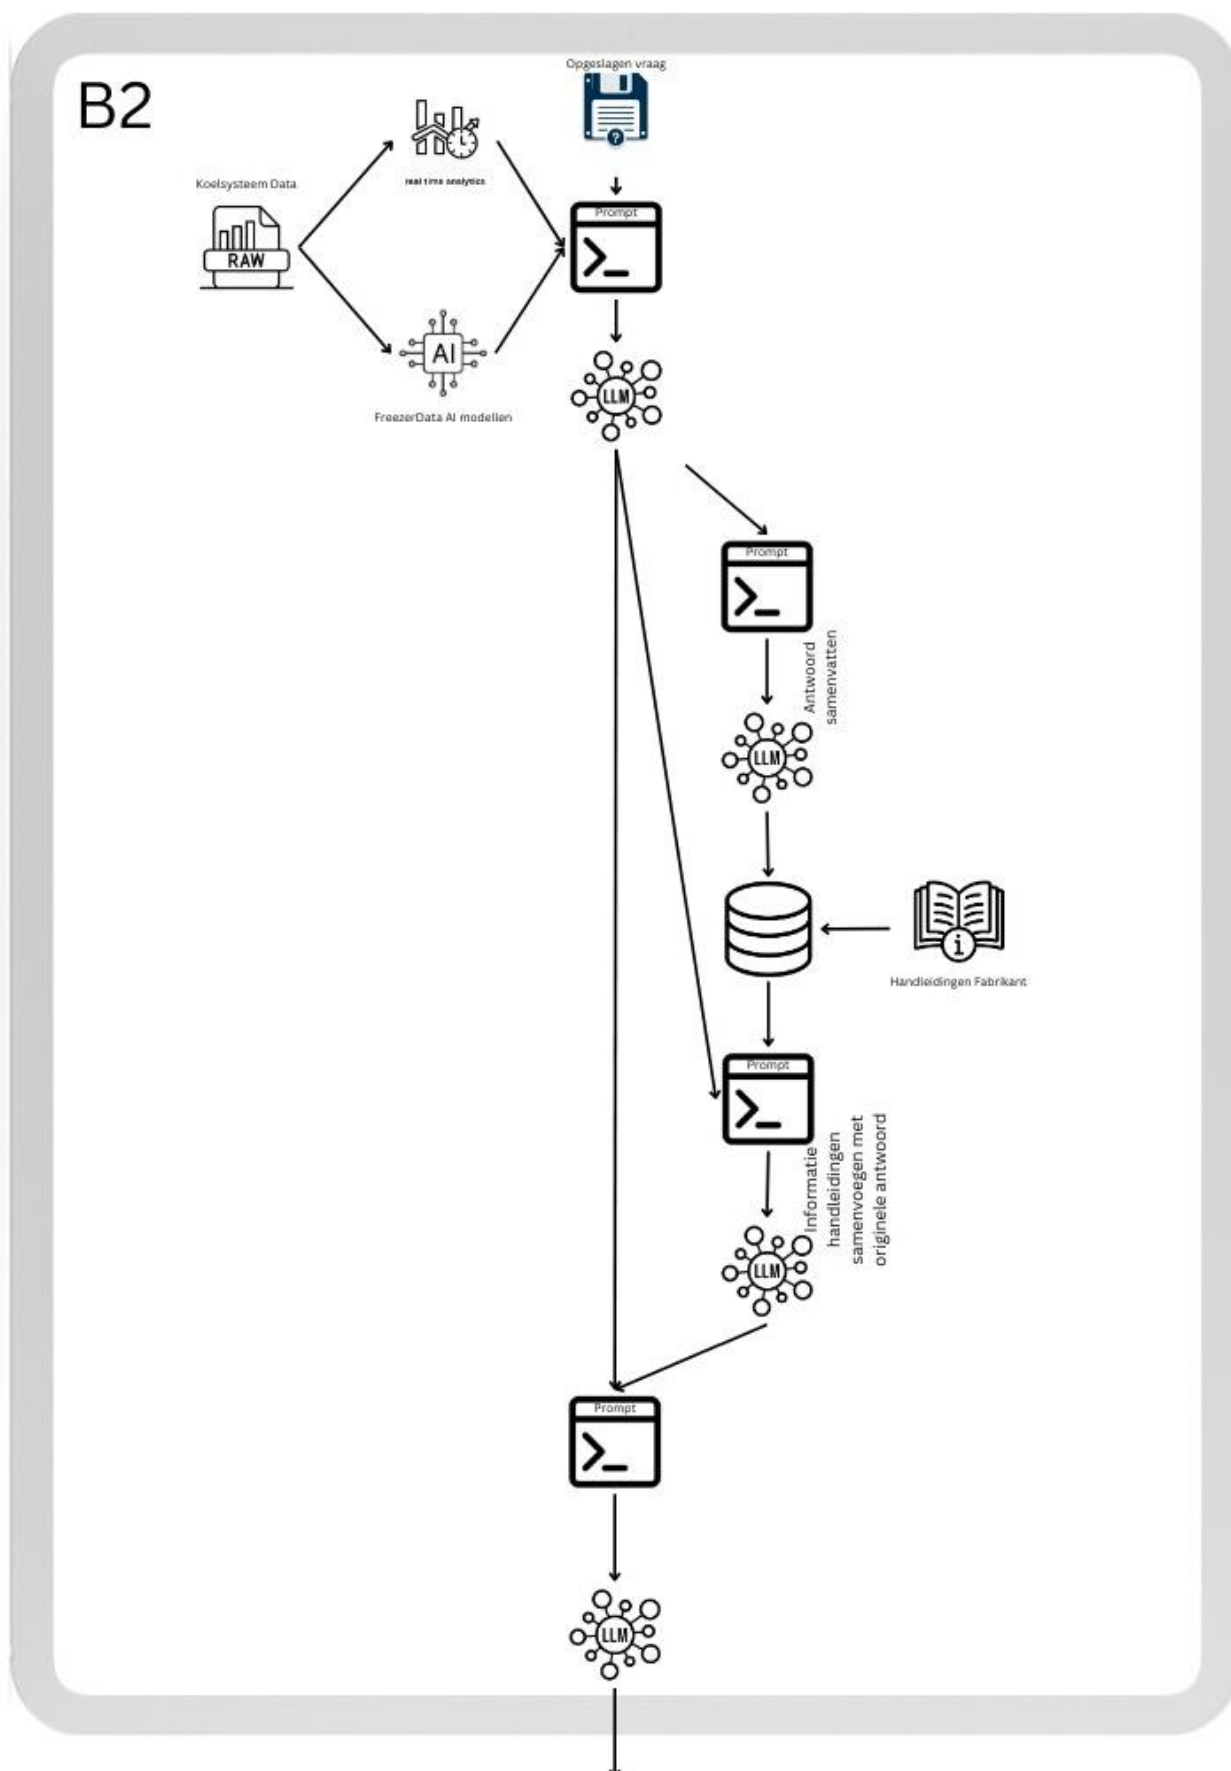 Opgeslagen vraag
B2
?
real time analytics
Koelsysteem Data
RAW
Prompt
AI
FreezerData AI modellen
LLM
Prompt
Antwoord
samenvatten
LLM
Handleidingen Fabrikant
i
Prompt
Informatie
handleidingen
samenvoegen met
originele antwoord
LLM
Prompt
LLM